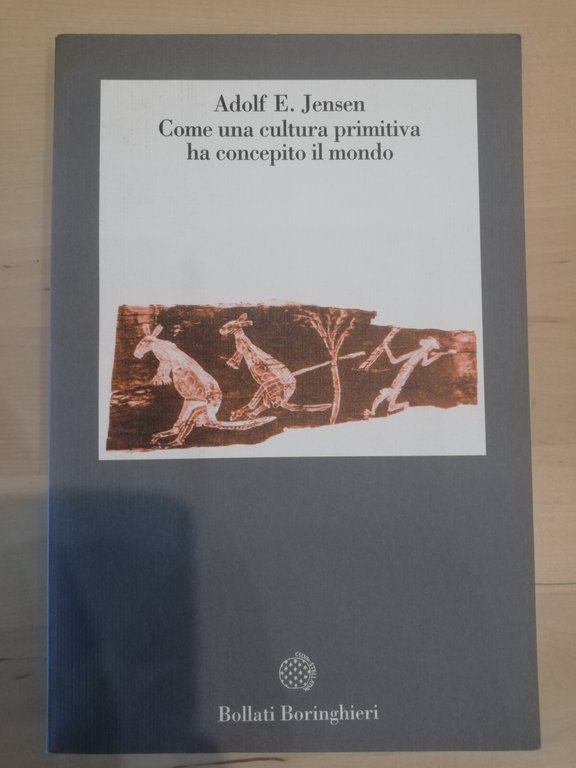 Adolf E. Jensen
Come una cultura primitiva
ha concepito il mondo
Bollati Boringhieri